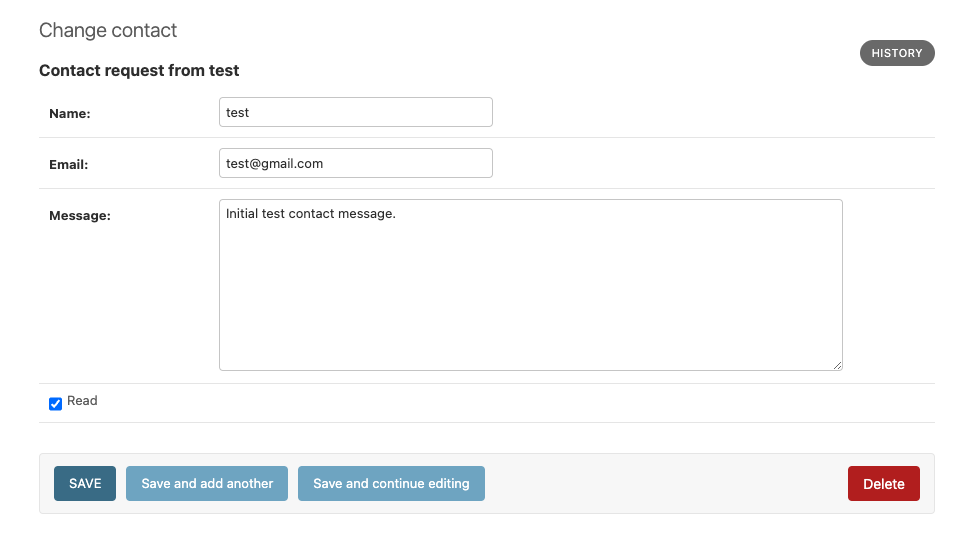 Change contact
HISTORY
Contact request from test
Name: test
Email: test@gmail.com
Message: Initial test contact message.
Read
SAVE Save and add another Save and continue editing Delete